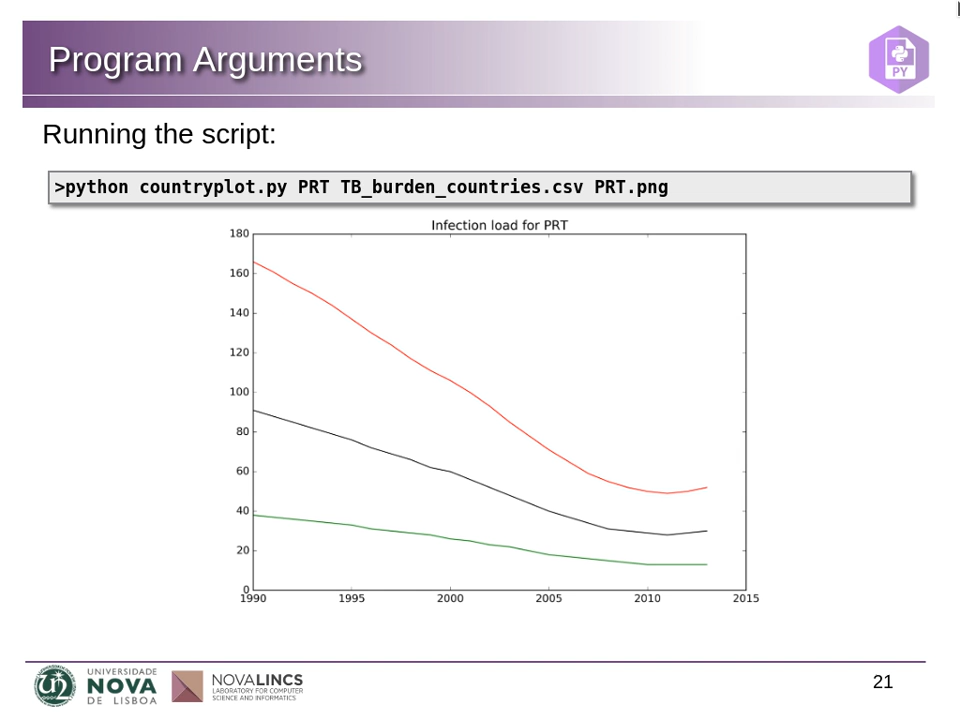 Program Arguments
PY
Running the script:
>python countryplot.py PRT TB_burden_countries.csv PRT.png
Infection load for PRT
180
160
140
120
100
80
60
40
20
0
1990 1995 2000 2005 2010 2015
UNIVERSIDADE
NOVA
DE LISBOA
NOVALINCS
LABORATORY FOR COMPUTER
SCIENCE AND INFORMATICS
21